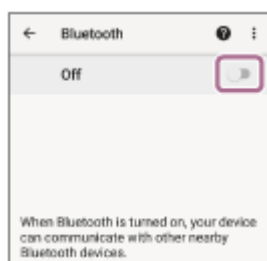 Bluetooth
Off
When Bluetooth is turned on, your device
can communicate with other nearby
Bluetooth devices.